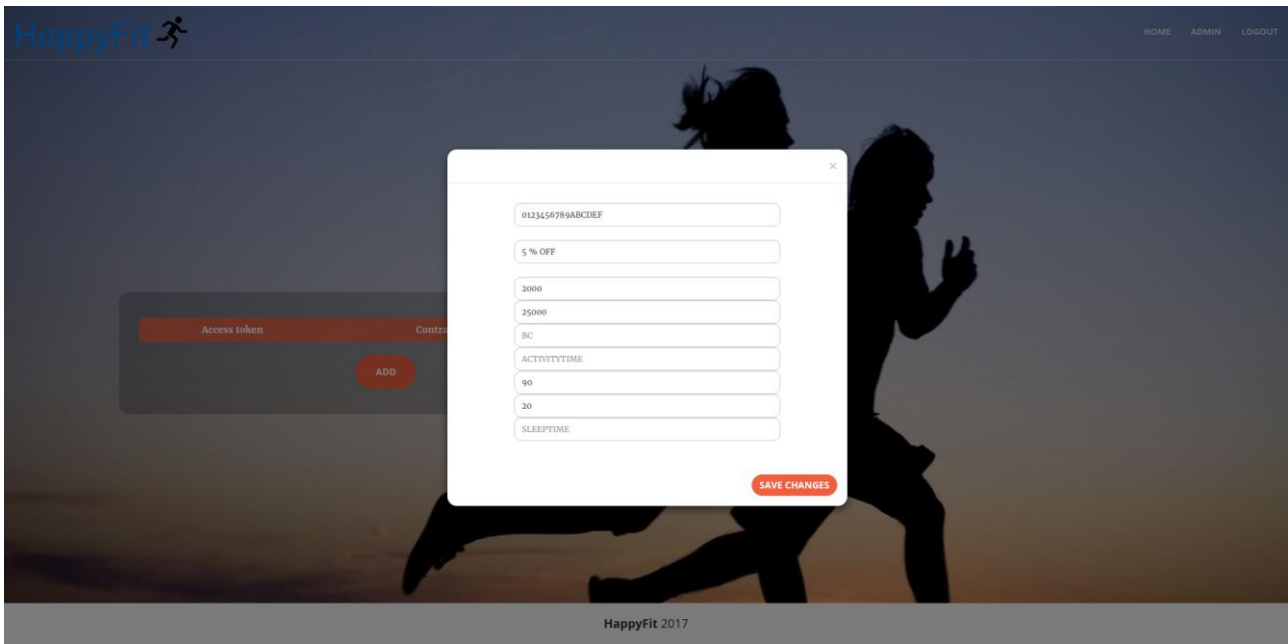 HappyFit
HOME ADMIN LOGOUT
×
0123456789ABCDEF
5 % OFF
2000
25000
BC
ACTIVITYTIME
90
20
SLEEPTIME
SAVE CHANGES
Access token Contra
ADD
HappyFit 2017